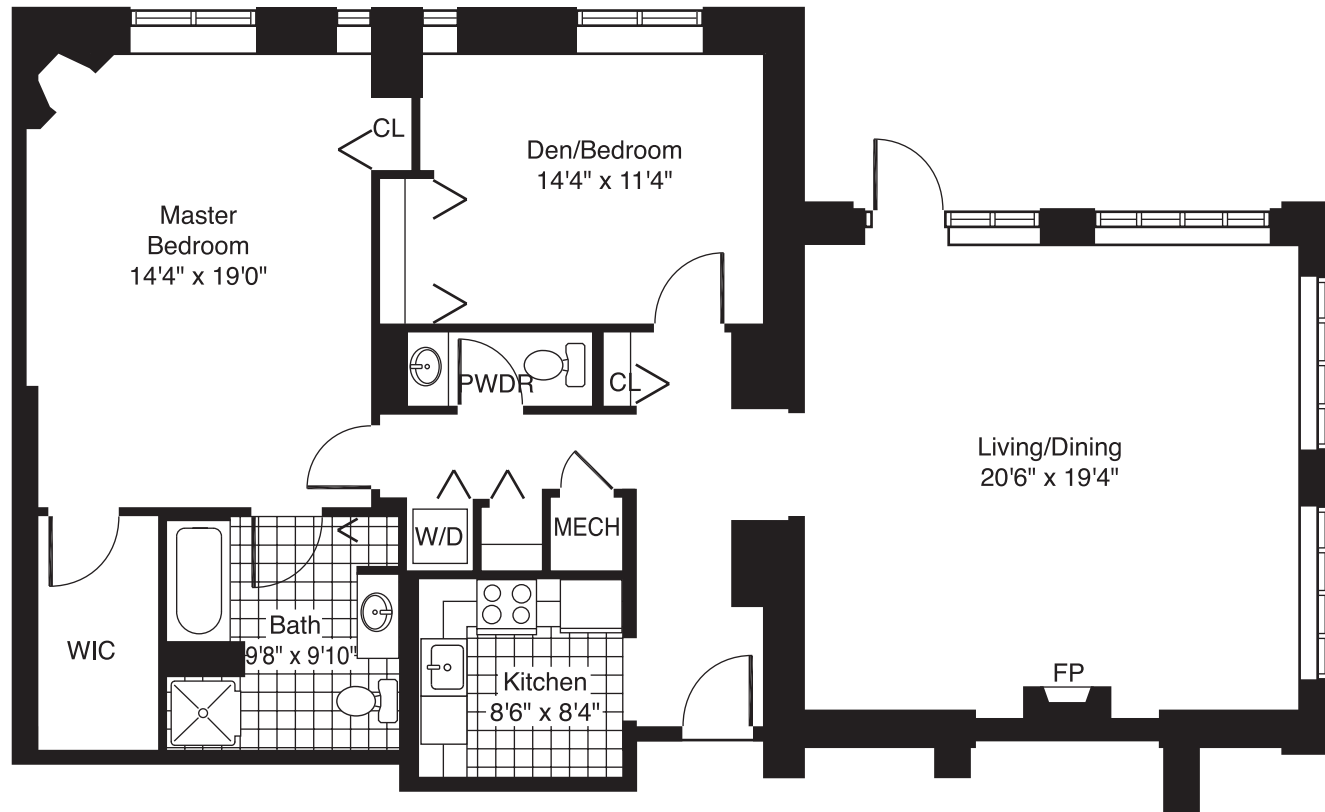 CL
Den/Bedroom
14'4" x 11'4"
Master
Bedroom
14'4" x 19'0"
PWDR
CL
Living/Dining
20'6" x 19'4"
W/D
MECH
WIC
Bath
9'8" x 9'10"
Kitchen
8'6" x 8'4"
FP